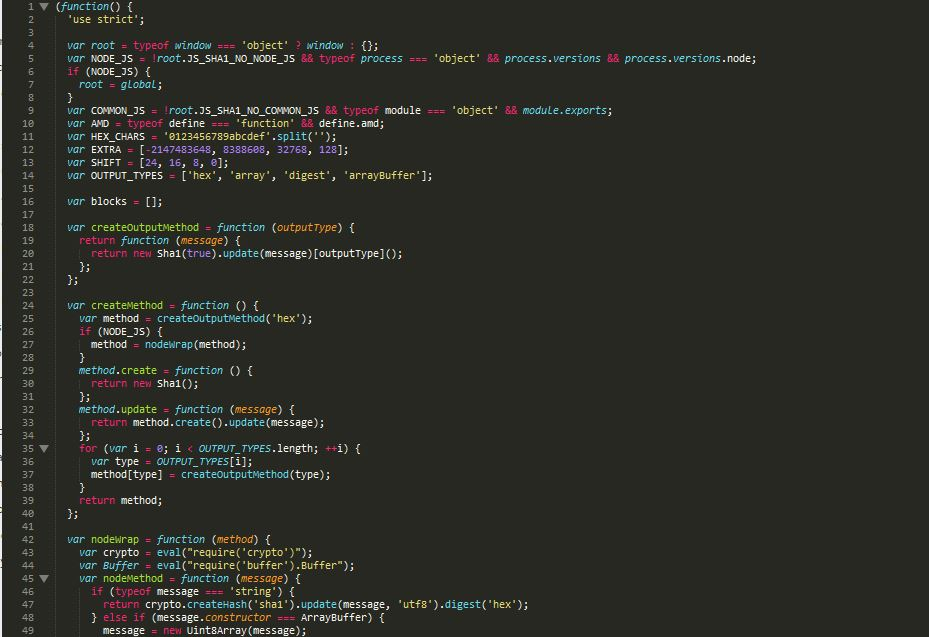 1 (function() {
2 'use strict';
3
4 var root = typeof window === 'object' ? window : {};
5 var NODE_JS = !root.JS_SHA1_NO_NODE_JS && typeof process === 'object' && process.versions && process.versions.node;
6 if (NODE_JS) {
7 root = global;
8 }
9 var COMMON_JS = !root.JS_SHA1_NO_COMMON_JS && typeof module === 'object' && module.exports;
10 var AMD = typeof define === 'function' && define.amd;
11 var HEX_CHARS = '0123456789abcdef'.split('');
12 var EXTRA = [-2147483648, 8388608, 32768, 128];
13 var SHIFT = [24, 16, 8, 0];
14 var OUTPUT_TYPES = ['hex', 'array', 'digest', 'arrayBuffer'];
15
16 var blocks = [];
17
18 var createOutputMethod = function (outputType) {
19 return function (message) {
20 return new Sha1(true).update(message)[outputType]();
21 };
22 };
23
24 var createMethod = function () {
25 var method = createOutputMethod('hex');
26 if (NODE_JS) {
27 method = nodeWrap(method);
28 }
29 method.create = function () {
30 return new Sha1();
31 };
32 method.update = function (message) {
33 return method.create().update(message);
34 };
35 for (var i = 0; i < OUTPUT_TYPES.length; ++i) {
36 var type = OUTPUT_TYPES[i];
37 method[type] = createOutputMethod(type);
38 }
39 return method;
40 };
41
42 var nodeWrap = function (method) {
43 var crypto = eval("require('crypto')");
44 var Buffer = eval("require('buffer').Buffer");
45 var nodeMethod = function (message) {
46 if (typeof message === 'string') {
47 return crypto.createHash('sha1').update(message, 'utf8').digest('hex');
48 } else if (message.constructor === ArrayBuffer) {
49 message = new Uint8Array(message);